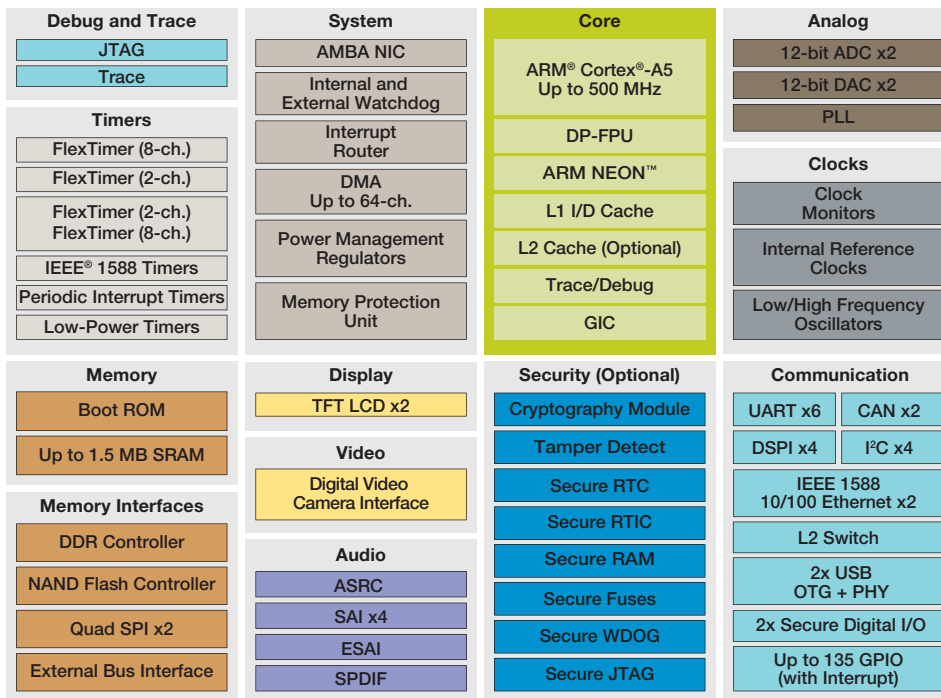 Debug and Trace
JTAG
Trace
Timers
FlexTimer (8-ch.)
FlexTimer (2-ch.)
FlexTimer (2-ch.)
FlexTimer (8-ch.)
IEEE® 1588 Timers
Periodic Interrupt Timers
Low-Power Timers
System
AMBA NIC
Internal and
External Watchdog
Interrupt
Router
DMA
Up to 64-ch.
Power Management
Regulators
Memory Protection
Unit
Core
ARM® Cortex®-A5
Up to 500 MHz
DP-FPU
ARM NEON™
L1 I/D Cache
L2 Cache (Optional)
Trace/Debug
GIC
Analog
12-bit ADC x2
12-bit DAC x2
PLL
Clocks
Clock
Monitors
Internal Reference
Clocks
Low/High Frequency
Oscillators
Memory
Boot ROM
Up to 1.5 MB SRAM
Memory Interfaces
DDR Controller
NAND Flash Controller
Quad SPI x2
External Bus Interface
Display
TFT LCD x2
Video
Digital Video
Camera Interface
Audio
ASRC
SAI x4
ESAI
SPDIF
Security (Optional)
Cryptography Module
Tamper Detect
Secure RTC
Secure RTIC
Secure RAM
Secure Fuses
Secure WDOG
Secure JTAG
Communication
UART x6
CAN x2
DSPI x4
I²C x4
IEEE 1588
10/100 Ethernet x2
L2 Switch
2x USB
OTG + PHY
2x Secure Digital I/O
Up to 135 GPIO
(with Interrupt)